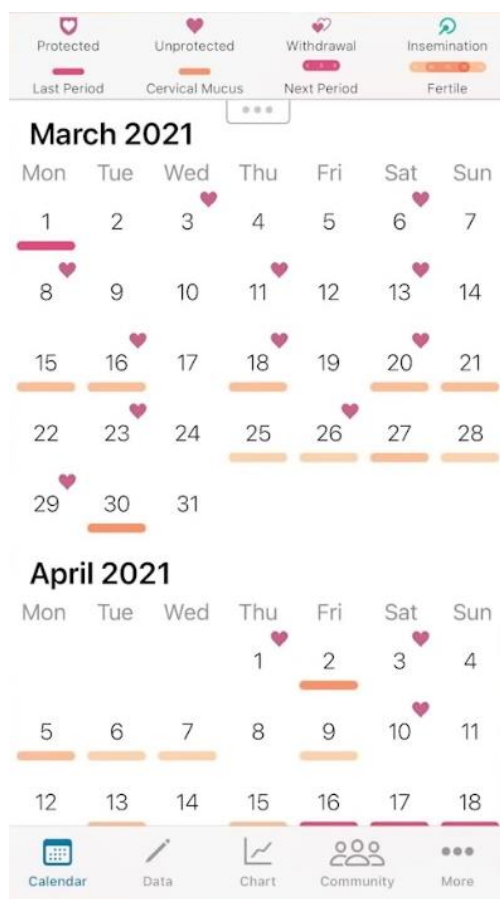 Protected Unprotected Withdrawal Insemination
Last Period Cervical Mucus Next Period Fertile
March 2021
Mon Tue Wed Thu Fri Sat Sun
1 2 3 4 5 6 7
8 9 10 11 12 13 14
15 16 17 18 19 20 21
22 23 24 25 26 27 28
29 30 31
April 2021
Mon Tue Wed Thu Fri Sat Sun
1 2 3 4
5 6 7 8 9 10 11
12 13 14 15 16 17 18
Calendar Data Chart Community More